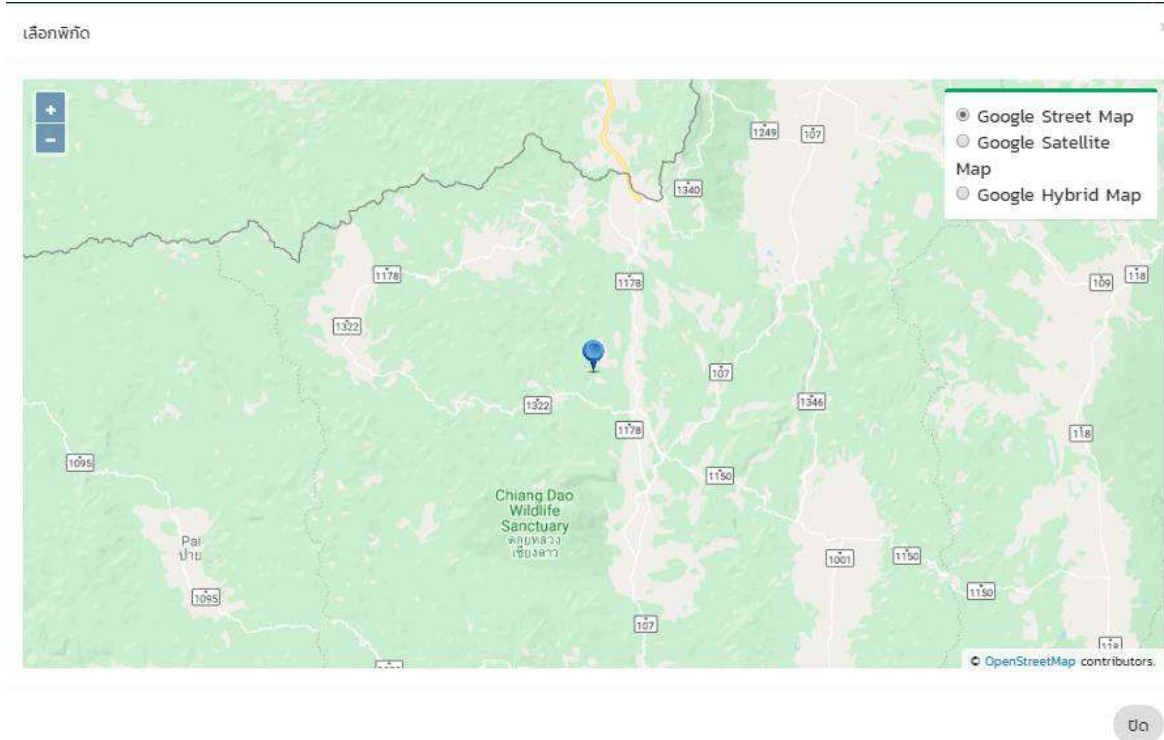 เลือกพิกัด
+
-
Google Street Map
Google Satellite
Map
Google Hybrid Map
1249
107
1340
1178
1178
109
118
1322
107
1322
1346
1178
118
1095
1150
Chiang Dao
Wildlife
Sanctuary
ดอยหลวง
เชียงดาว
Pai
ปาย
1001
1150
1150
1095
107
118
© OpenStreetMap contributors.
ปิด